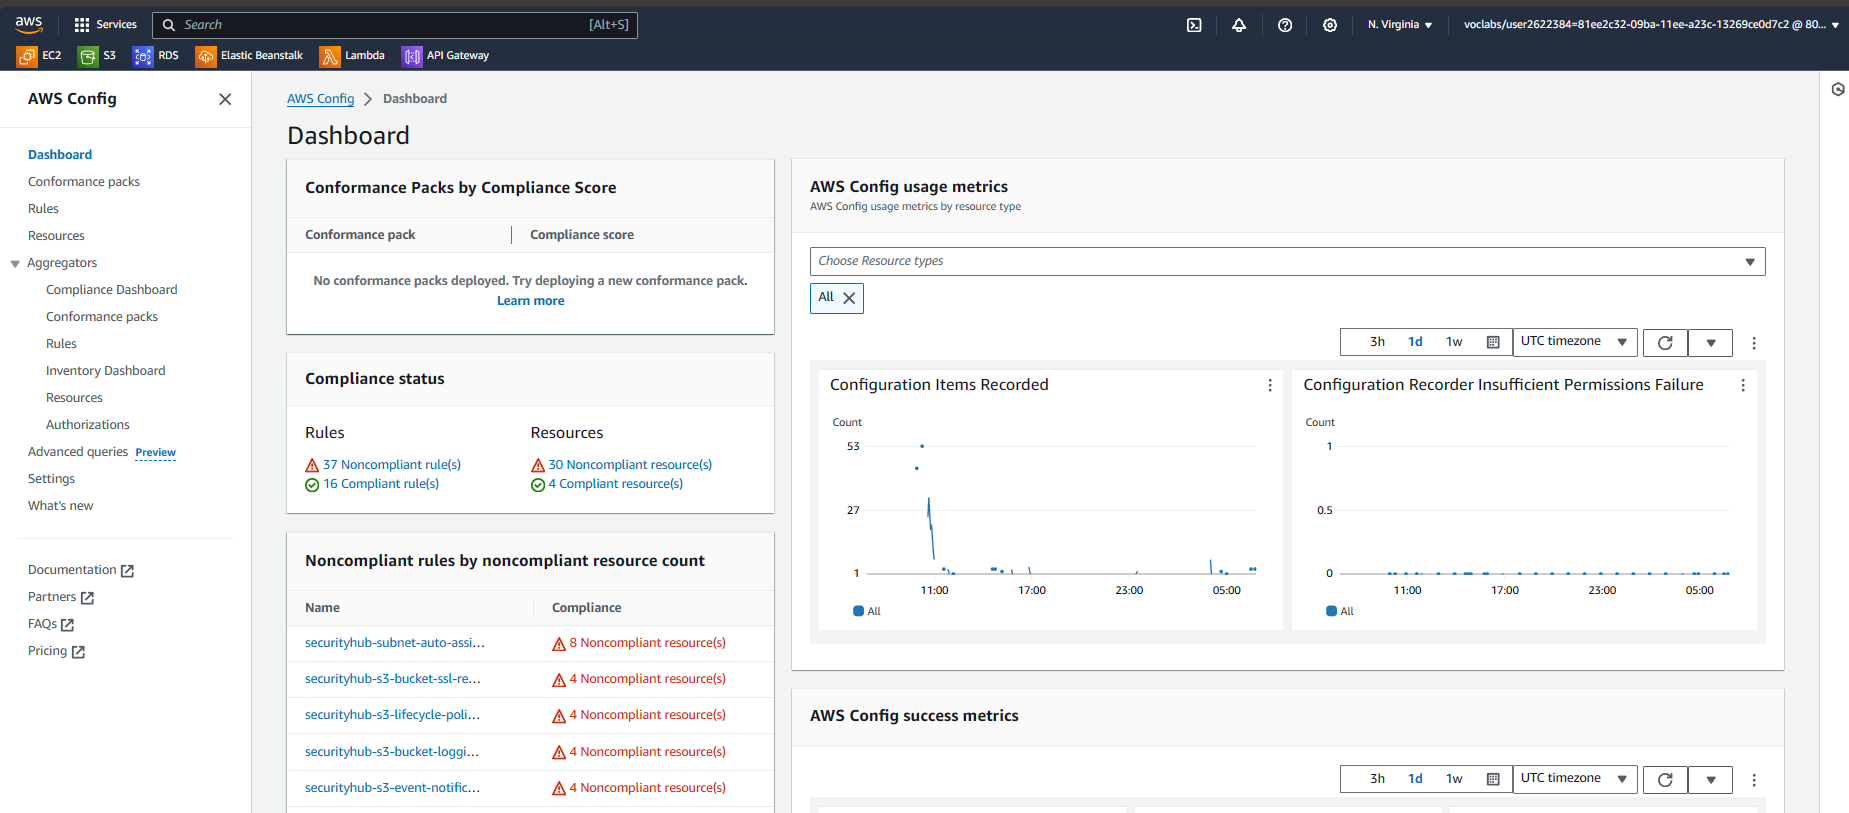 aws
Services
Search
[Alt+S]
N. Virginia
voclabs/user2622384=81ee2c32-09ba-11ee-a23c-13269ce0d7c2 @ 80...
EC2
S3
RDS
Elastic Beanstalk
Lambda
API Gateway
AWS Config
Dashboard
Conformance packs
Rules
Resources
Aggregators
Compliance Dashboard
Conformance packs
Rules
Inventory Dashboard
Resources
Authorizations
Advanced queries Preview
Settings
What's new
Documentation
Partners
FAQs
Pricing
AWS Config
Dashboard
Dashboard
Conformance Packs by Compliance Score
Conformance pack
Compliance score
No conformance packs deployed. Try deploying a new conformance pack.
Learn more
Compliance status
Rules
37 Noncompliant rule(s)
16 Compliant rule(s)
Resources
30 Noncompliant resource(s)
4 Compliant resource(s)
Noncompliant rules by noncompliant resource count
Name
Compliance
securityhub-subnet-auto-assi...
8 Noncompliant resource(s)
securityhub-s3-bucket-ssl-re...
4 Noncompliant resource(s)
securityhub-s3-lifecycle-poli...
4 Noncompliant resource(s)
securityhub-s3-bucket-loggi...
4 Noncompliant resource(s)
securityhub-s3-event-notific...
4 Noncompliant resource(s)
AWS Config usage metrics
AWS Config usage metrics by resource type
Choose Resource types
All
3h
1d
1w
UTC timezone
Configuration Items Recorded
Count
53
27
1
11:00
17:00
23:00
05:00
All
Configuration Recorder Insufficient Permissions Failure
Count
1
0.5
0
11:00
17:00
23:00
05:00
All
AWS Config success metrics
3h
1d
1w
UTC timezone